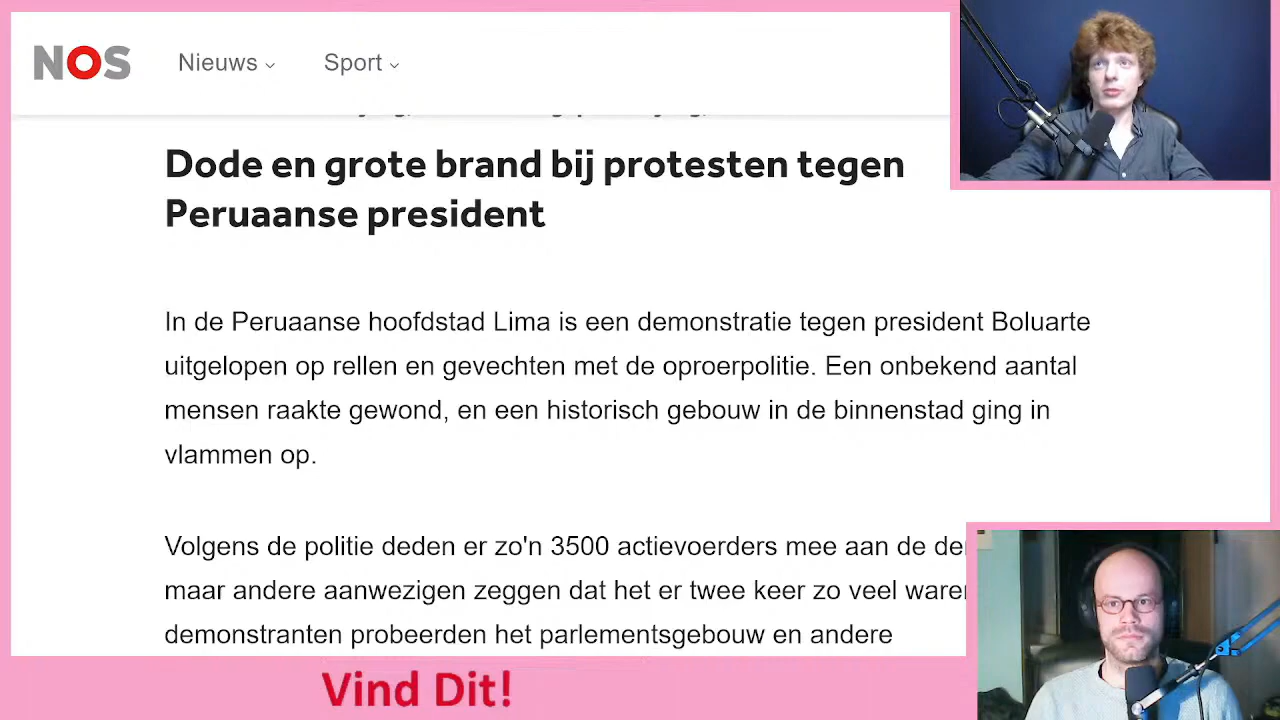 NOS Nieuws Sport
Dode en grote brand bij protesten tegen
Peruaanse president
In de Peruaanse hoofdstad Lima is een demonstratie tegen president Boluarte
uitgelopen op rellen en gevechten met de oproerpolitie. Een onbekend aantal
mensen raakte gewond, en een historisch gebouw in de binnenstad ging in
vlammen op.
Volgens de politie deden er zo'n 3500 actievoerders mee aan de
maar andere aanwezigen zeggen dat het er twee keer zo veel
demonstranten probeerden het parlementsgebouw en andere
Vind Dit!